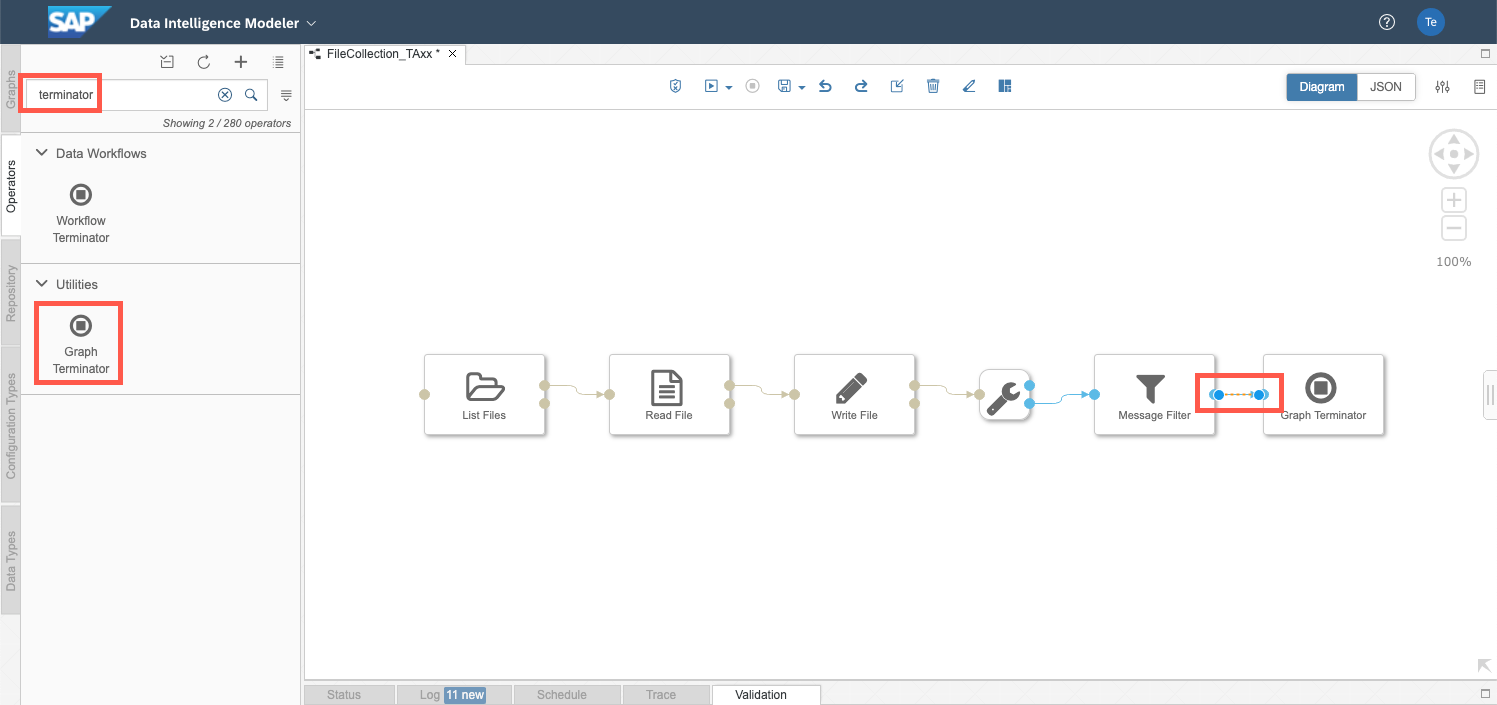 SAP
Data Intelligence Modeler
?
Te
Graphs
Operators
Repository
Configuration Types
Data Types
terminator
Showing 2 / 280 operators
Data Workflows
Workflow
Terminator
Utilities
Graph
Terminator
FileCollection_TAxx *
Diagram
JSON
100%
List Files
Read File
Write File
Message Filter
Graph Terminator
Status
Log 11 new
Schedule
Trace
Validation